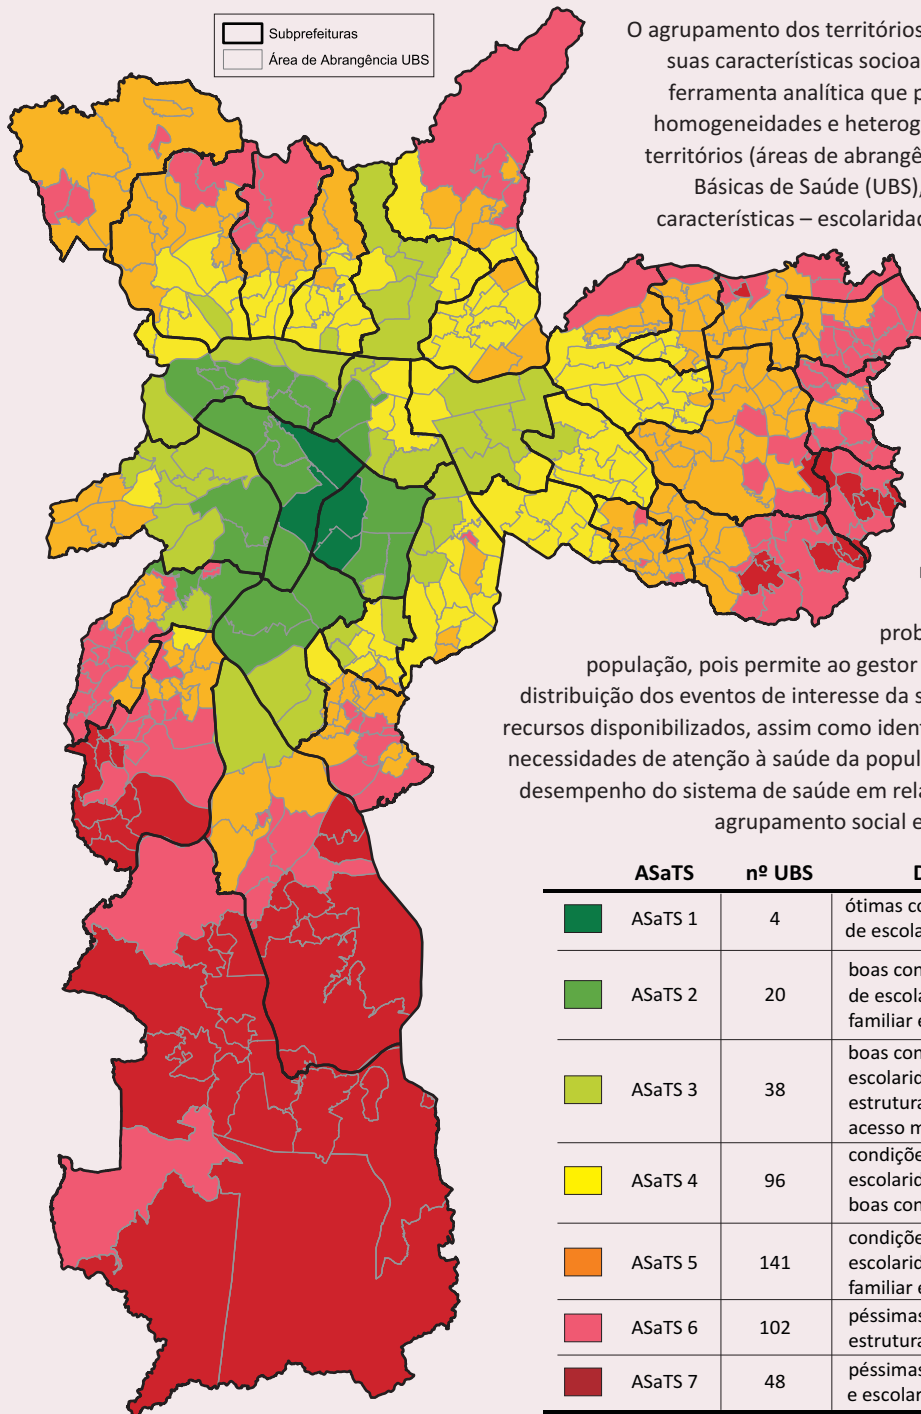 Subprefeituras
Área de Abrangência UBS
O agrupamento dos territórios
suas características socioa
ferramenta analítica que p
homogeneidades e heterog
territórios (áreas de abrangê
Básicas de Saúde (UBS),
características – escolaridad
prob
população, pois permite ao gestor
distribuição dos eventos de interesse da s
recursos disponibilizados, assim como ident
necessidades de atenção à saúde da popul
desempenho do sistema de saúde em rela
agrupamento social e
ASaTS nº UBS D
ASaTS 1 4 ótimas co
de escola
ASaTS 2 20 boas con
de escola
familiar e
ASaTS 3 38 boas con
escolarid
estrutura
acesso m
ASaTS 4 96 condiçõe
escolarid
boas con
ASaTS 5 141 condiçõe
escolarid
familiar e
ASaTS 6 102 péssimas
estrutura
ASaTS 7 48 péssimas
e escolar